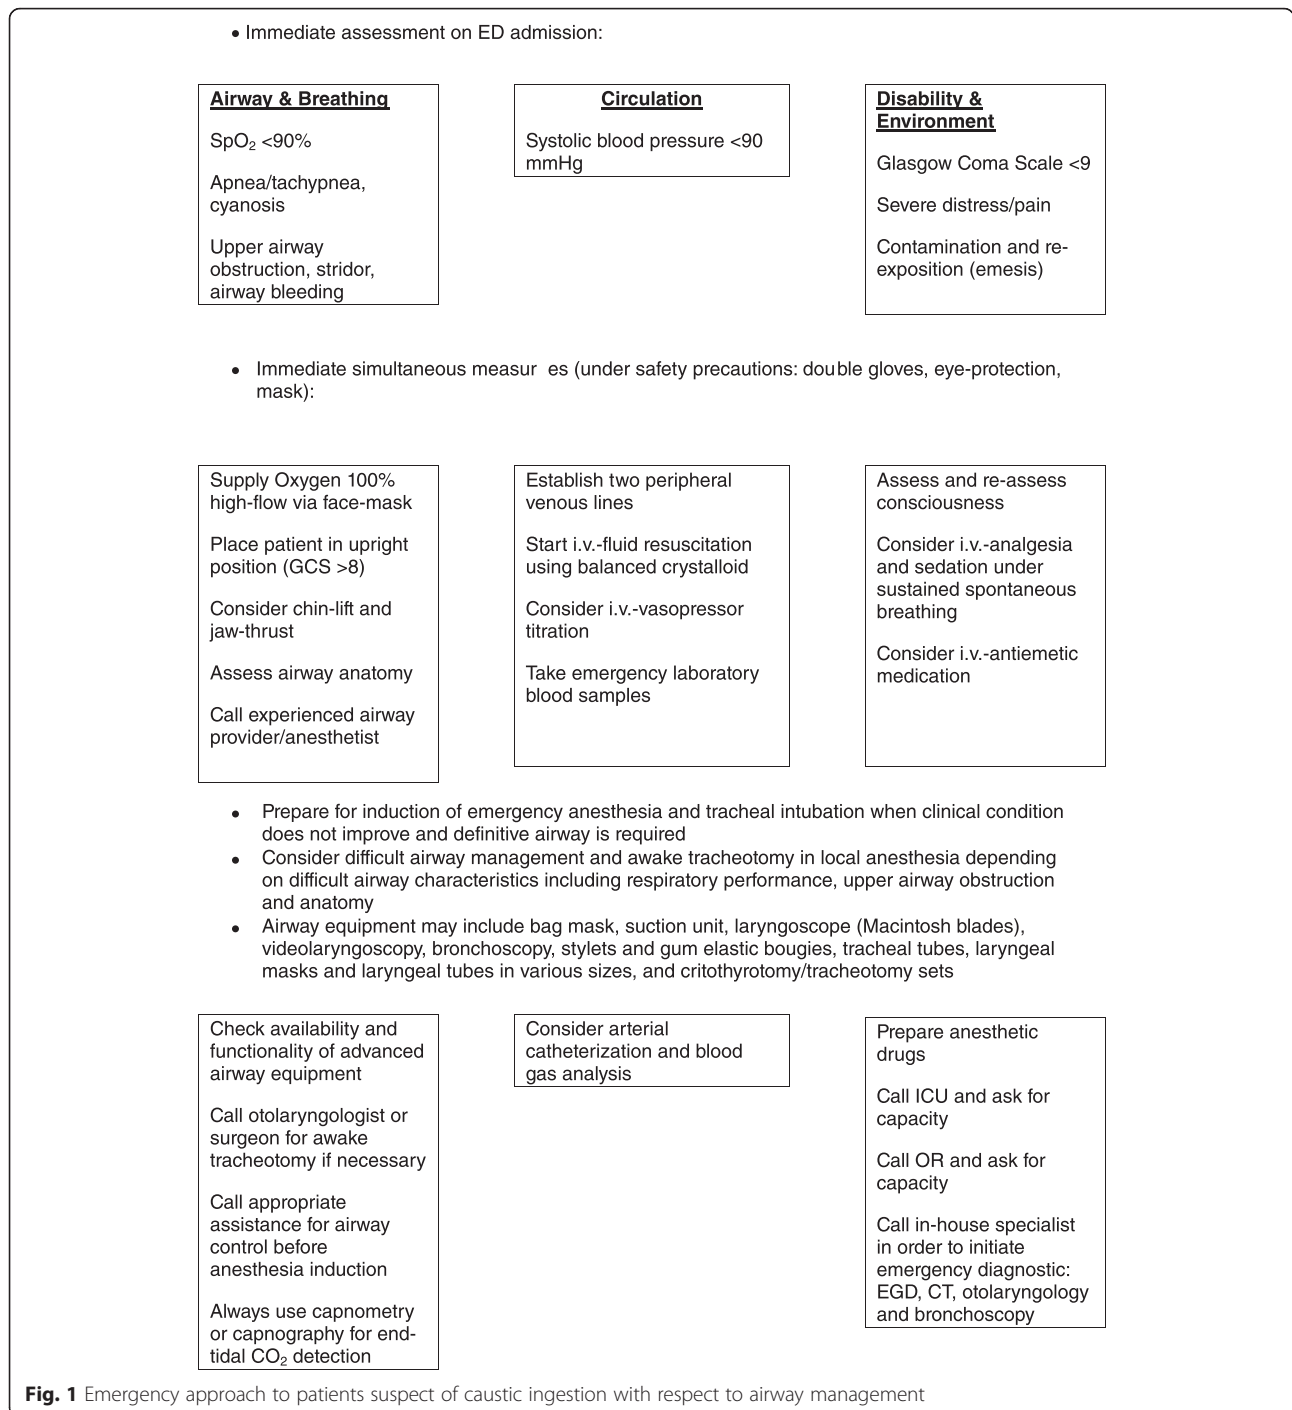 • Immediate assessment on ED admission:
Airway & Breathing
SpO₂ <90%
Apnea/tachypnea,
cyanosis
Upper airway
obstruction, stridor,
airway bleeding
Circulation
Systolic blood pressure <90
mmHg
Disability &
Environment
Glasgow Coma Scale <9
Severe distress/pain
Contamination and re-
exposition (emesis)
• Immediate simultaneous measur es (under safety precautions: double gloves, eye-protection,
mask):
Supply Oxygen 100%
high-flow via face-mask
Place patient in upright
position (GCS >8)
Consider chin-lift and
jaw-thrust
Assess airway anatomy
Call experienced airway
provider/anesthetist
Establish two peripheral
venous lines
Start i.v.-fluid resuscitation
using balanced crystalloid
Consider i.v.-vasopressor
titration
Take emergency laboratory
blood samples
Assess and re-assess
consciousness
Consider i.v.-analgesia
and sedation under
sustained spontaneous
breathing
Consider i.v.-antiemetic
medication
• Prepare for induction of emergency anesthesia and tracheal intubation when clinical condition
does not improve and definitive airway is required
• Consider difficult airway management and awake tracheotomy in local anesthesia depending
on difficult airway characteristics including respiratory performance, upper airway obstruction
and anatomy
• Airway equipment may include bag mask, suction unit, laryngoscope (Macintosh blades),
videolaryngoscopy, bronchoscopy, stylets and gum elastic bougies, tracheal tubes, laryngeal
masks and laryngeal tubes in various sizes, and critothyrotomy/tracheotomy sets
Check availability and
functionality of advanced
airway equipment
Call otolaryngologist or
surgeon for awake
tracheotomy if necessary
Call appropriate
assistance for airway
control before
anesthesia induction
Always use capnometry
or capnography for end-
tidal CO₂ detection
Consider arterial
catheterization and blood
gas analysis
Prepare anesthetic
drugs
Call ICU and ask for
capacity
Call OR and ask for
capacity
Call in-house specialist
in order to initiate
emergency diagnostic:
EGD, CT, otolaryngology
and bronchoscopy
Fig. 1 Emergency approach to patients suspect of caustic ingestion with respect to airway management